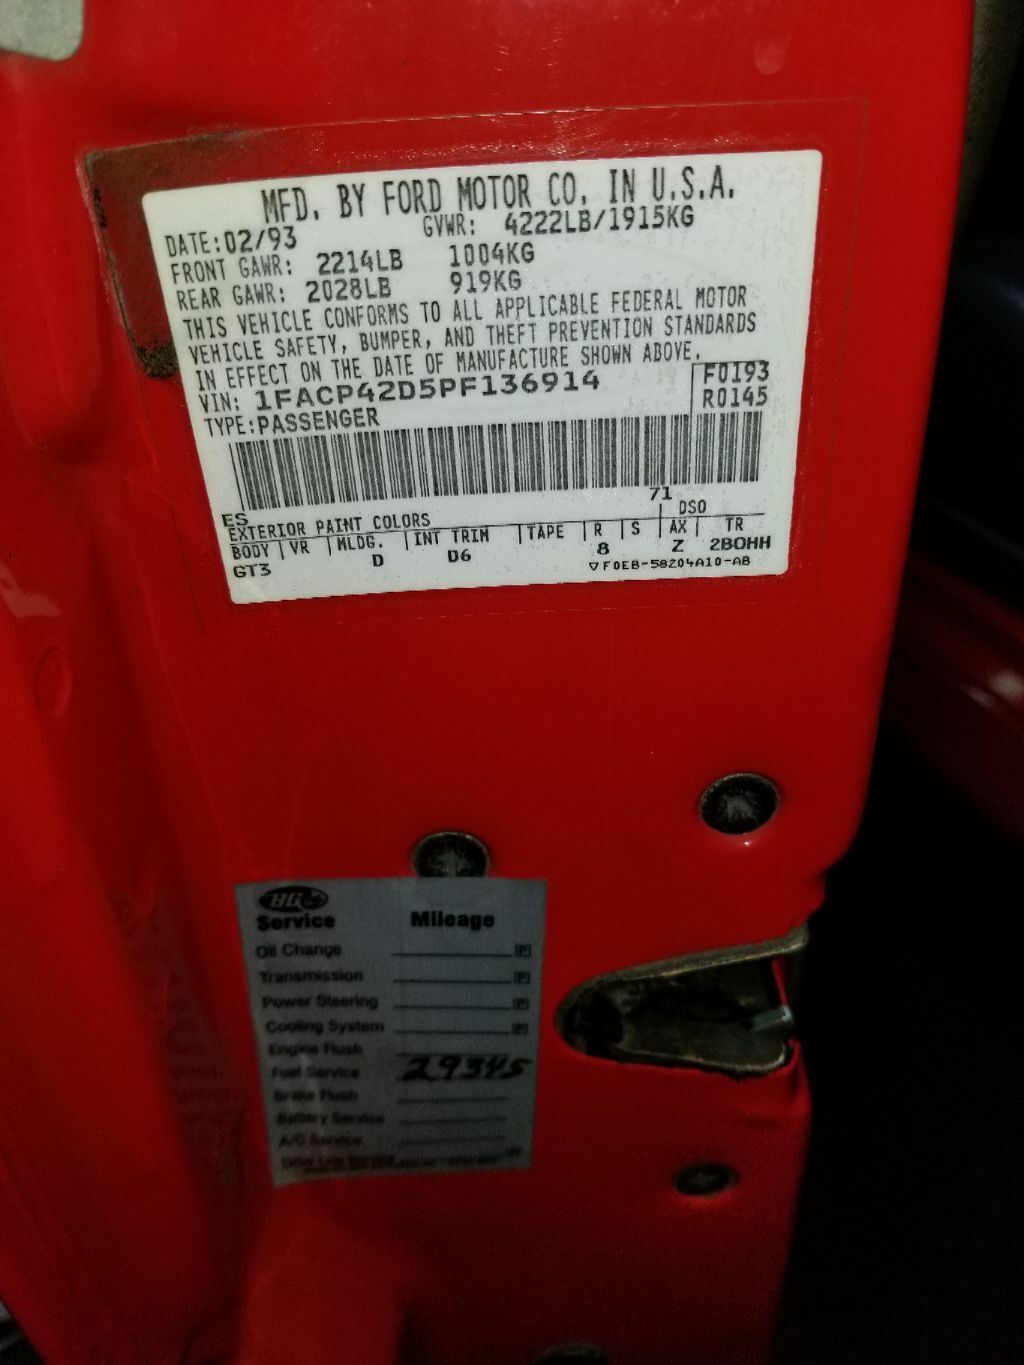 MFD. BY FORD MOTOR CO. IN U.S.A.
DATE:02/93 GVWR: 4222LB/1915KG
FRONT GAWR: 2214LB 1004KG
REAR GAWR: 2028LB 919KG
THIS VEHICLE CONFORMS TO ALL APPLICABLE FEDERAL MOTOR
VEHICLE SAFETY, BUMPER, AND THEFT PREVENTION STANDARDS
IN EFFECT ON THE DATE OF MANUFACTURE SHOWN ABOVE.
VIN: 1FACP42D5PF136914 F0193
TYPE:PASSENGER R0145
71
ES
EXTERIOR PAINT COLORS DSO
BODY VR MLDG. INT TRIM TAPE R S AX TR
GT3 D D6 8 Z 2BOHH
▽ F0EB-58204A10-AB
BG
Service Mileage
Oil Change P
Transmission P
Power Steering P
Cooling System P
Engine Flush
Fuel Service 29345
Brake Flush
Battery Service
A/C Service
Drive Line Service